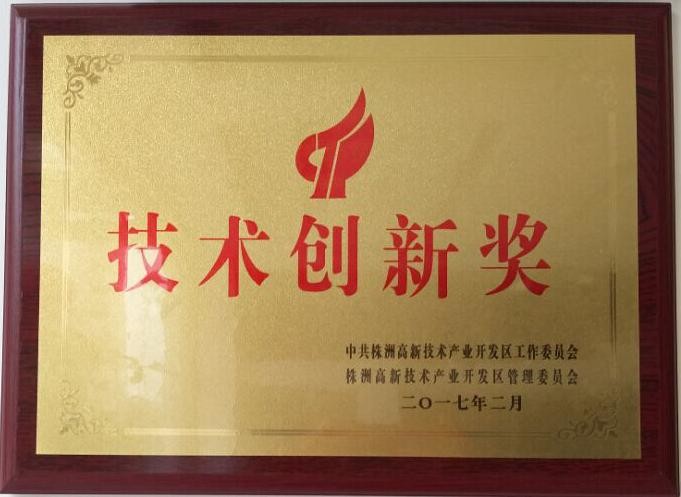 技术创新奖
中共株洲高新技术产业开发区工作委员会
株洲高新技术产业开发区管理委员会
二〇一七年二月